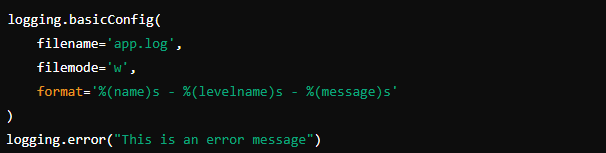 logging.basicConfig(
    filename='app.log',
    filemode='w',
    format='%(name)s - %(levelname)s - %(message)s'
)
logging.error("This is an error message")